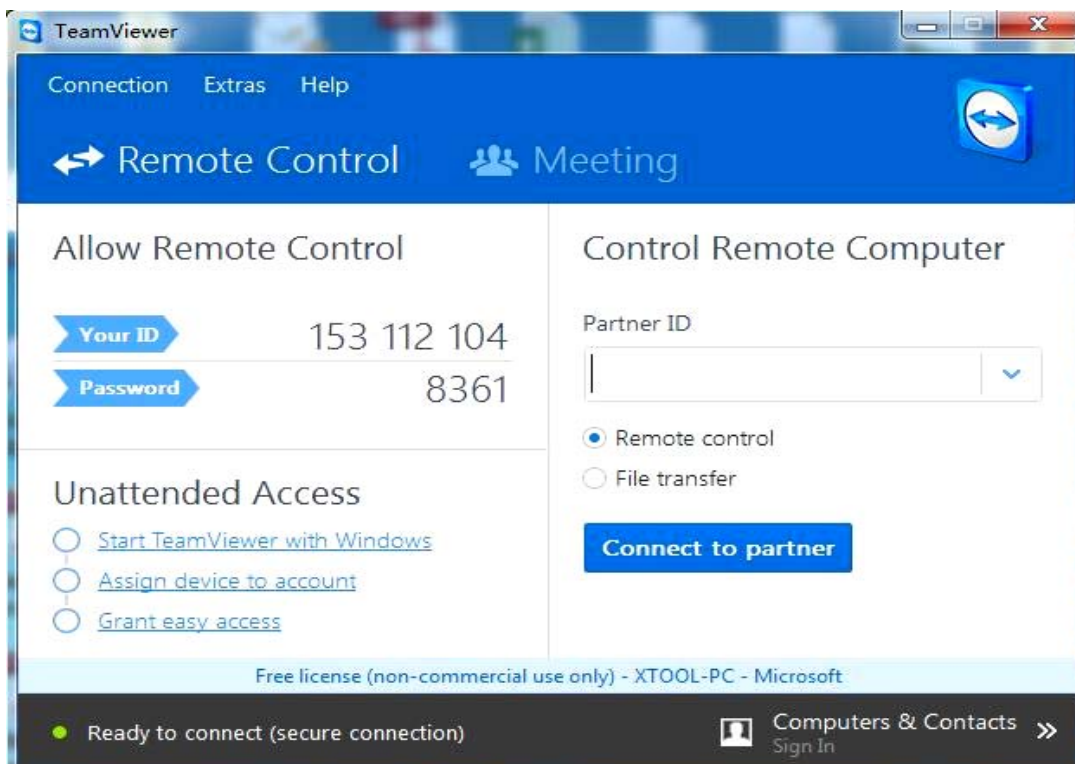 TeamViewer
Connection Extras Help
Remote Control Meeting
Allow Remote Control
Your ID 153 112 104
Password 8361
Unattended Access
Start TeamViewer with Windows
Assign device to account
Grant easy access
Control Remote Computer
Partner ID
Remote control
File transfer
Connect to partner
Free license (non-commercial use only) - XTOOL-PC - Microsoft
Ready to connect (secure connection)
Computers & Contacts
Sign In